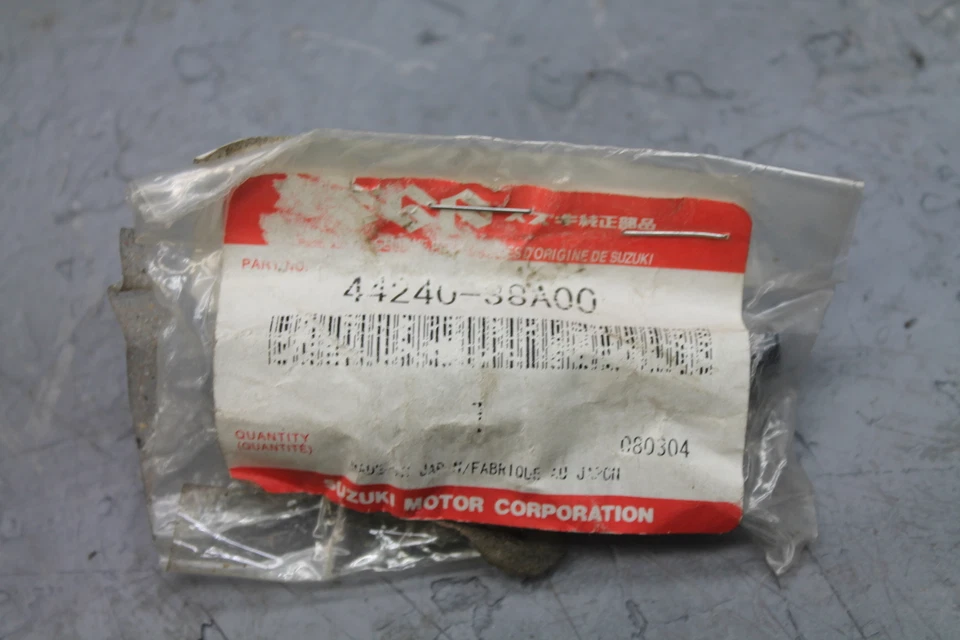 スズキ純正部品
D'ORIGINE DE SUZUKI
PART NO.
44240-38A00
1
QUANTITY
(QUANTITÉ)
080304
MADE IN JAPAN/FABRIQUE AU JAPON
SUZUKI MOTOR CORPORATION